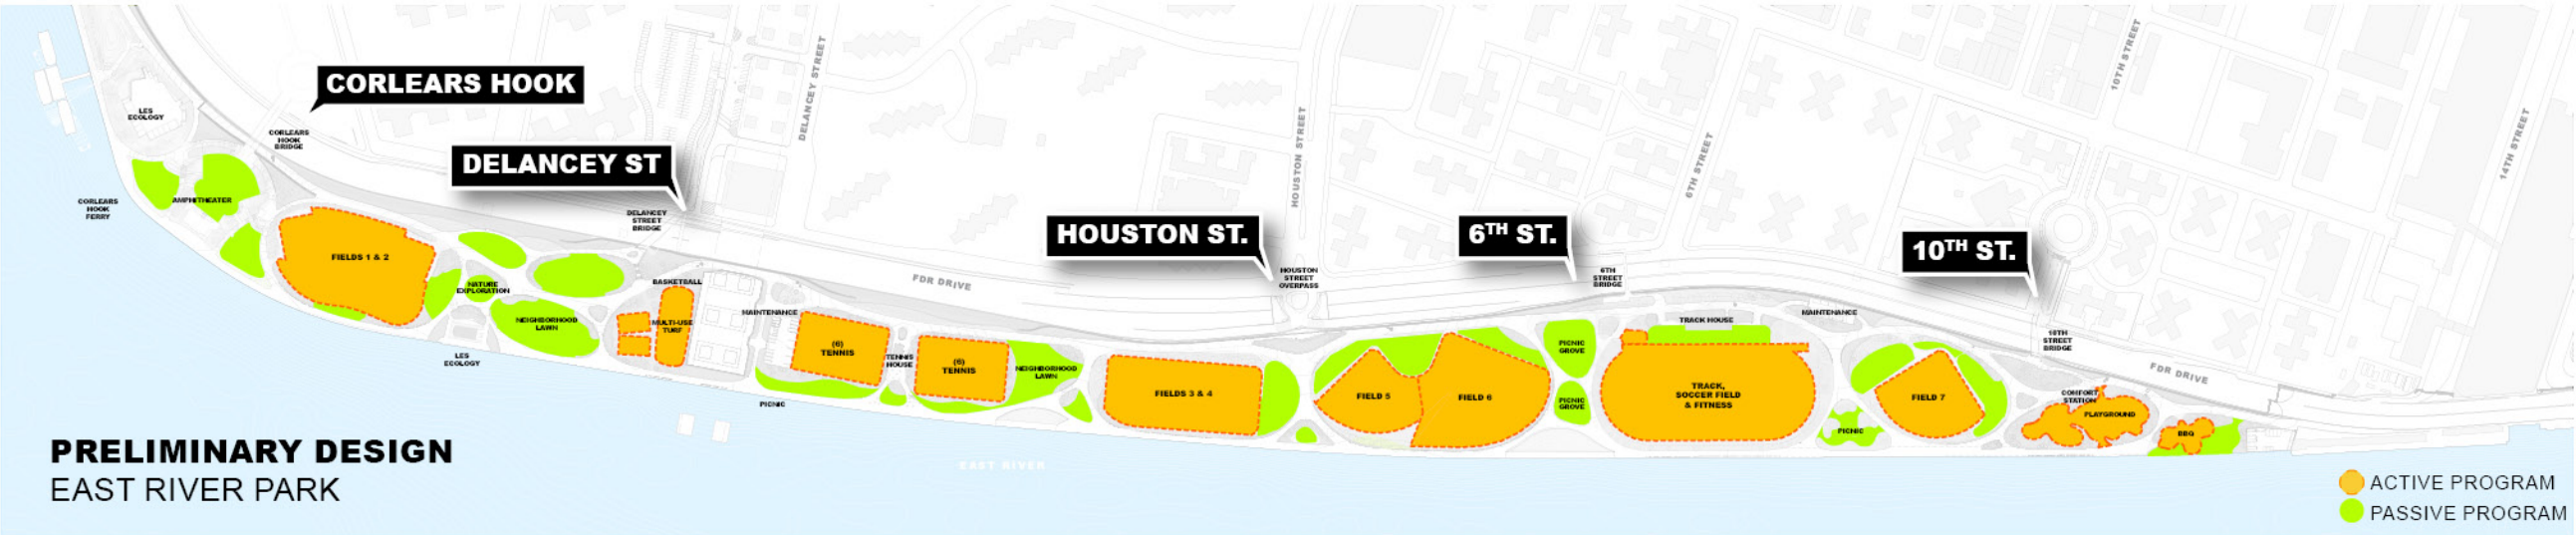 CORLEARS HOOK
DELANCEY ST
HOUSTON ST.
6TH ST.
10TH ST.
LES
ECOLOGY
CORLEARS
HOOK
BRIDGE
CORLEARS
HOOK
FERRY
AMPHITHEATER
FIELDS 1 & 2
NATURE
EXPLORATION
NEIGHBORHOOD
LAWN
LES
ECOLOGY
DELANCEY
STREET
BRIDGE
DELANCEY STREET
BASKETBALL
MULTI-USE
TURF
MAINTENANCE
PICNIC
(6)
TENNIS
TENNIS
HOUSE
(6)
TENNIS
NEIGHBORHOOD
LAWN
FDR DRIVE
FIELDS 3 & 4
HOUSTON STREET
HOUSTON
STREET
OVERPASS
FIELD 5
FIELD 6
PICNIC
GROVE
PICNIC
GROVE
6TH
STREET
BRIDGE
6TH STREET
TRACK HOUSE
TRACK,
SOCCER FIELD
& FITNESS
MAINTENANCE
PICNIC
FIELD 7
10TH
STREET
BRIDGE
10TH STREET
COMFORT
STATION
PLAYGROUND
BBQ
FDR DRIVE
14TH STREET
EAST RIVER
PRELIMINARY DESIGN
EAST RIVER PARK
ACTIVE PROGRAM
PASSIVE PROGRAM